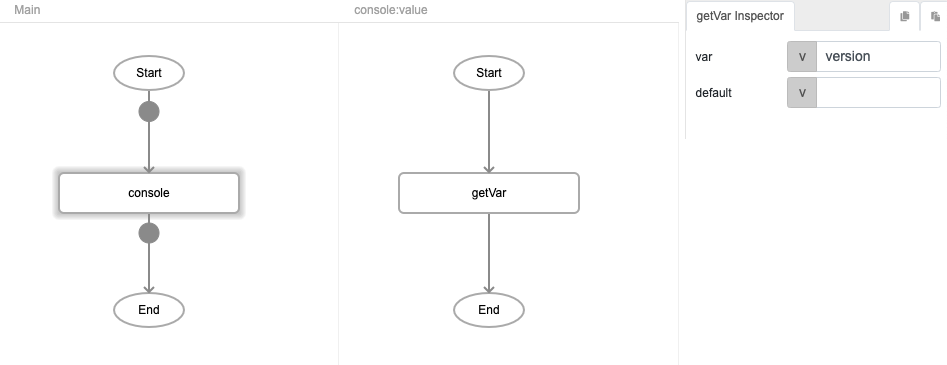 Main
console:value
getVar Inspector
Start
Start
var
v
version
default
v
console
getVar
End
End